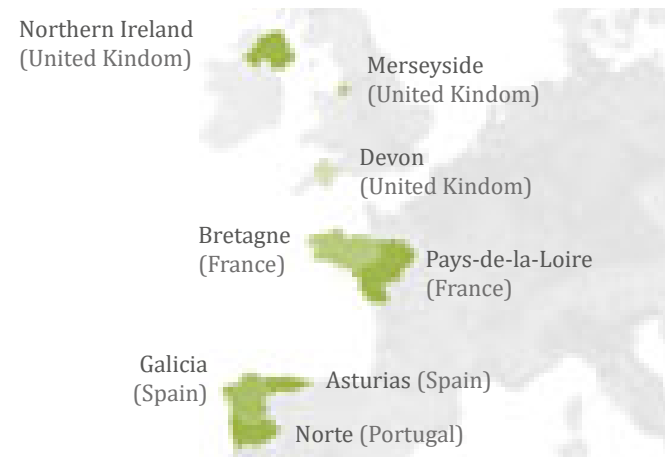 Northern Ireland
(United Kindom)
Merseyside
(United Kindom)
Devon
(United Kindom)
Bretagne
(France)
Pays-de-la-Loire
(France)
Galicia
(Spain)
Asturias (Spain)
Norte (Portugal)